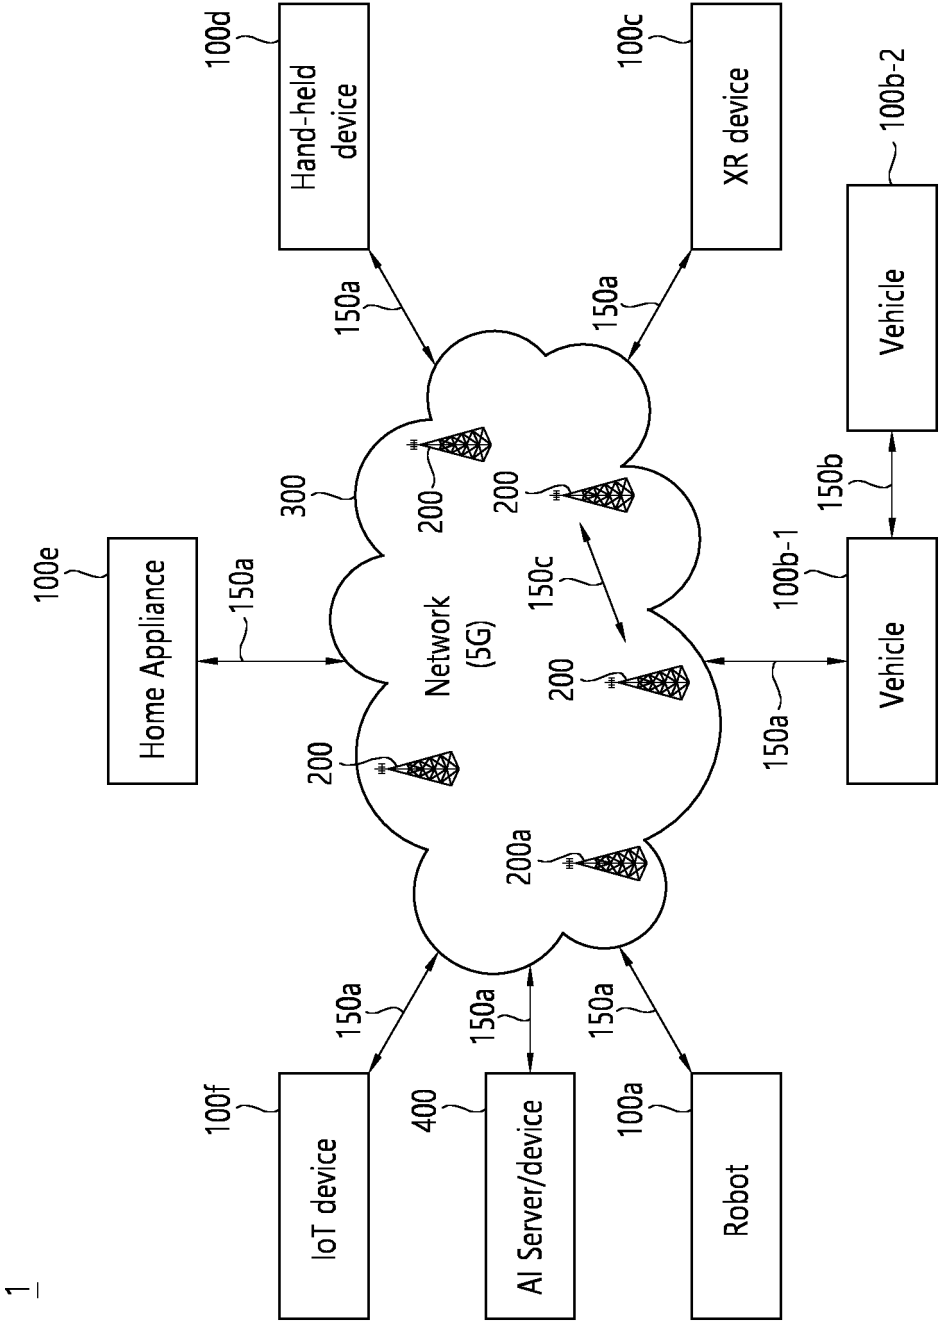 1
100e
Home Appliance
100f
100d
150a
IoT device
Hand-held
device
300
150a
200
150a
400
200
Network
(5G)
150a
200
AI Server/device
200a
150c
200
100a
150a
150a
100c
Robot
XR device
150a
100b-1
150b
100b-2
Vehicle
Vehicle